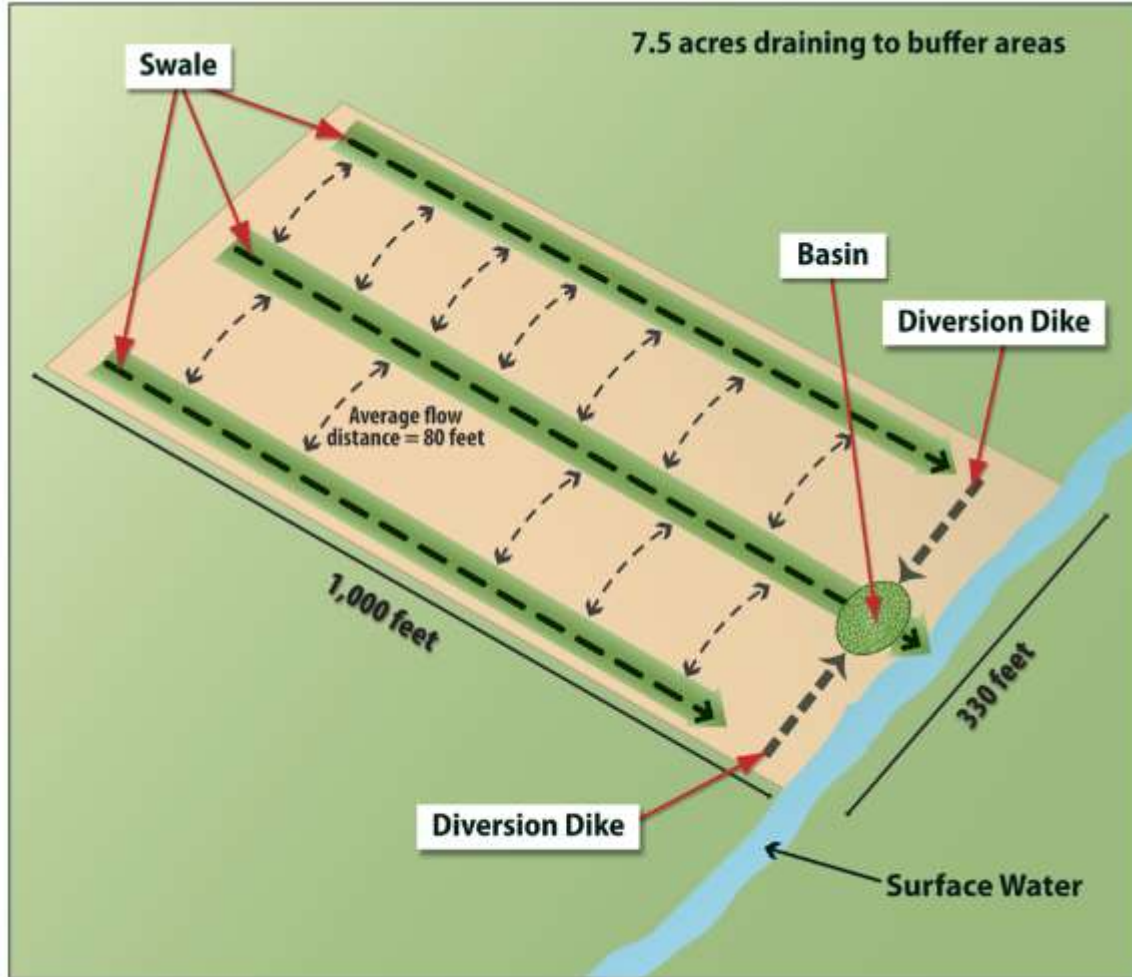 7.5 acres draining to buffer areas
Swale
Basin
Diversion Dike
Average flow
distance = 80 feet
1,000 feet
330 feet
Diversion Dike
Surface Water